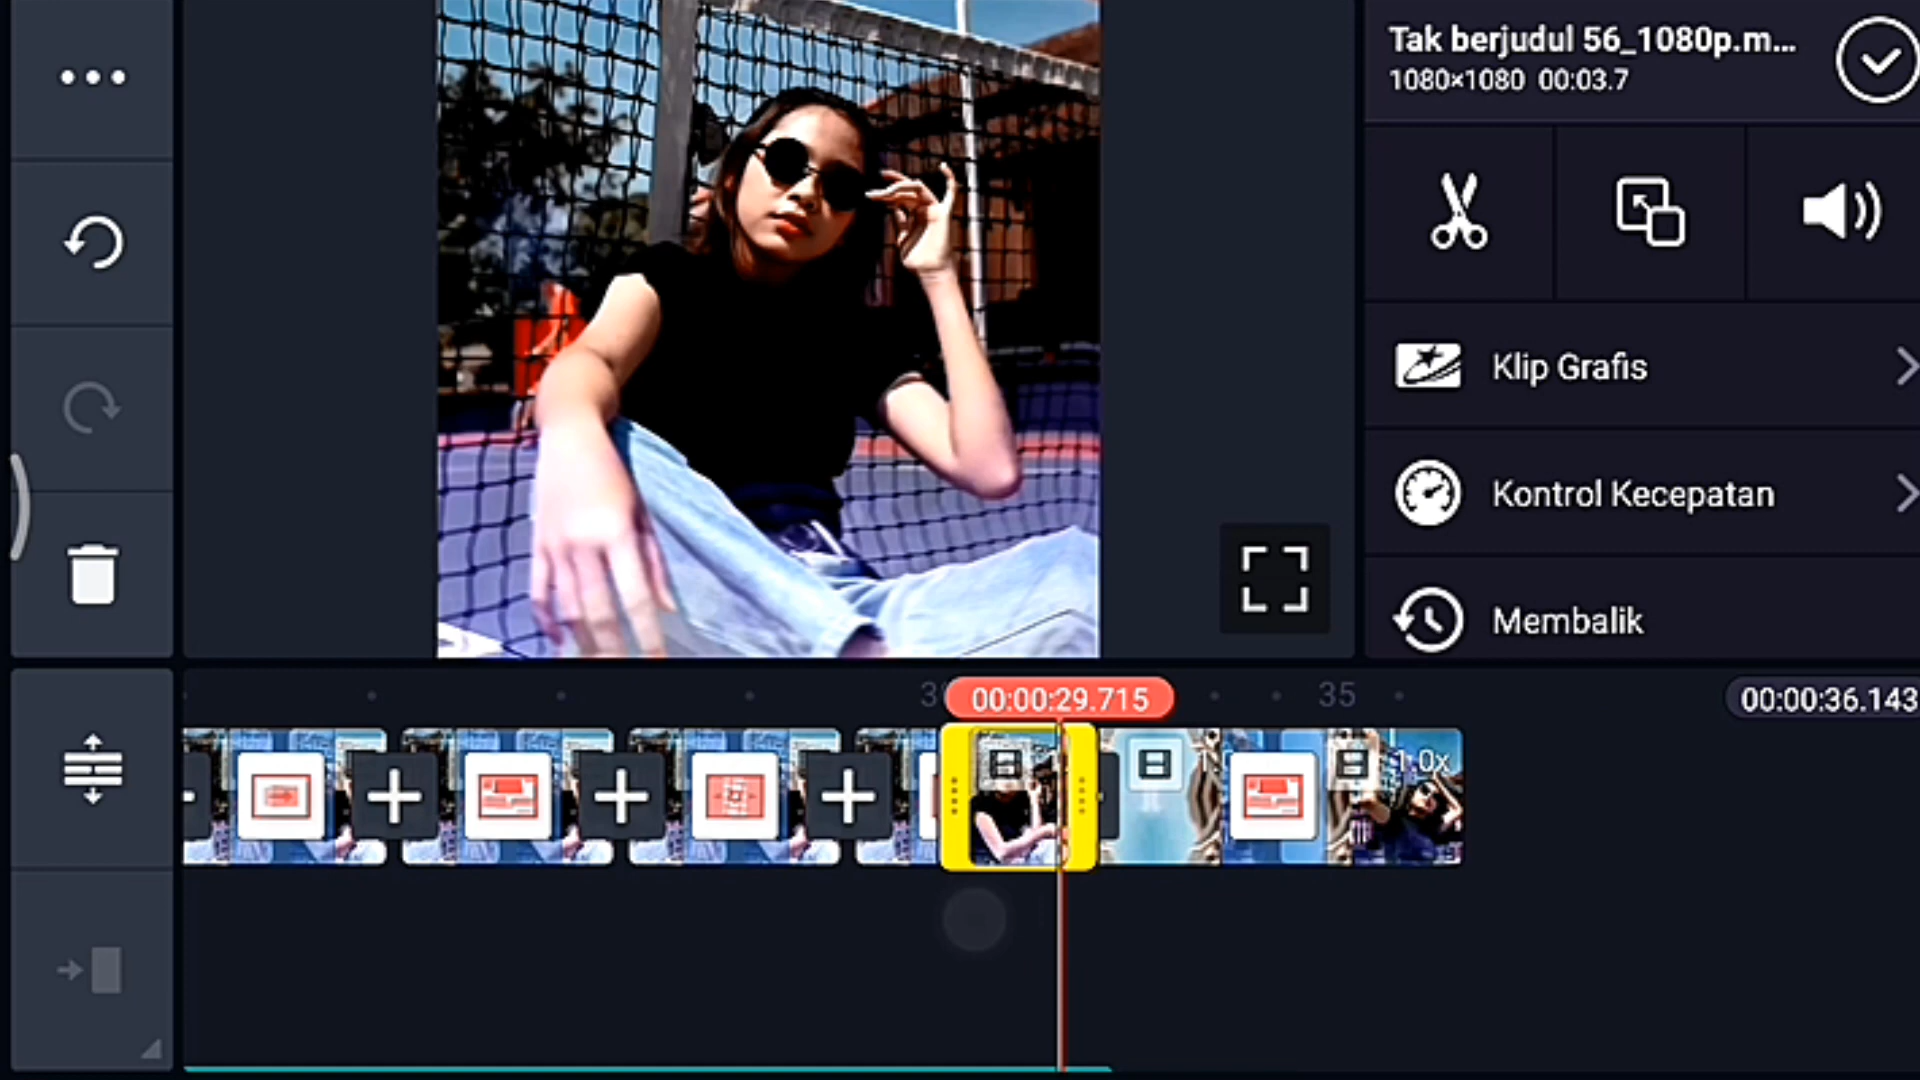 Tak berjudul 56_1080p.m...
1080×1080 00:03.7
Klip Grafis
Kontrol Kecepatan
Membalik
00:00:29.715
35
00:00:36.143
1.0x